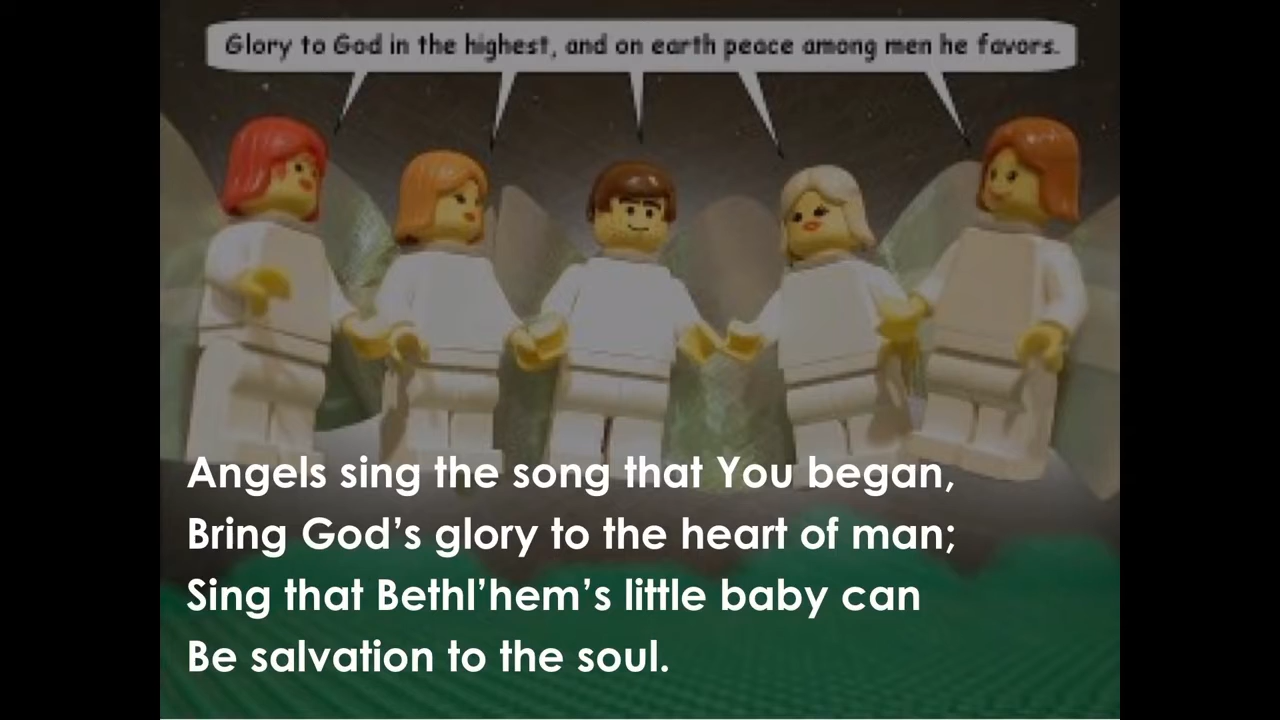 Glory to God in the highest, and on earth peace among men he favors.
Angels sing the song that You began,
Bring God’s glory to the heart of man;
Sing that Bethl’hem’s little baby can
Be salvation to the soul.